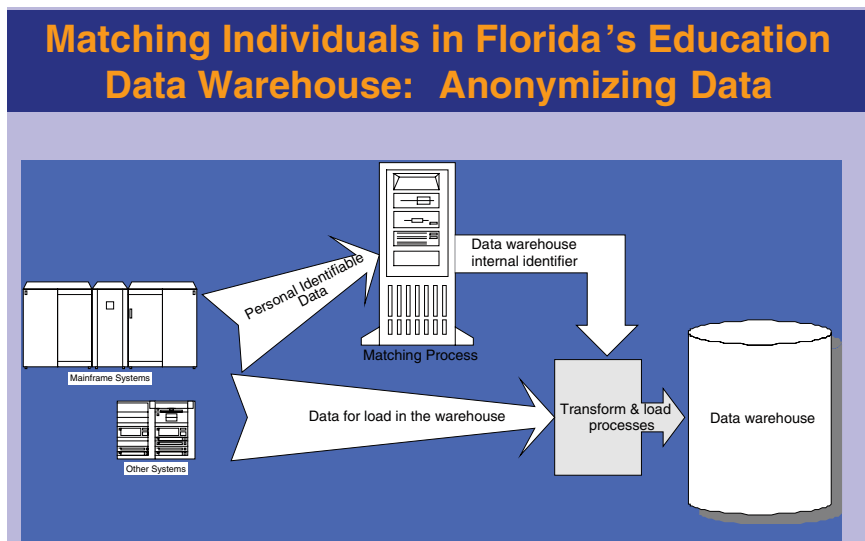 Matching Individuals in Florida's Education
Data Warehouse: Anonymizing Data
Personal Identifiable
Data
Data warehouse
internal identifier
Matching Process
Mainframe Systems
Data for load in the warehouse
Transform & load
processes
Data warehouse
Other Systems